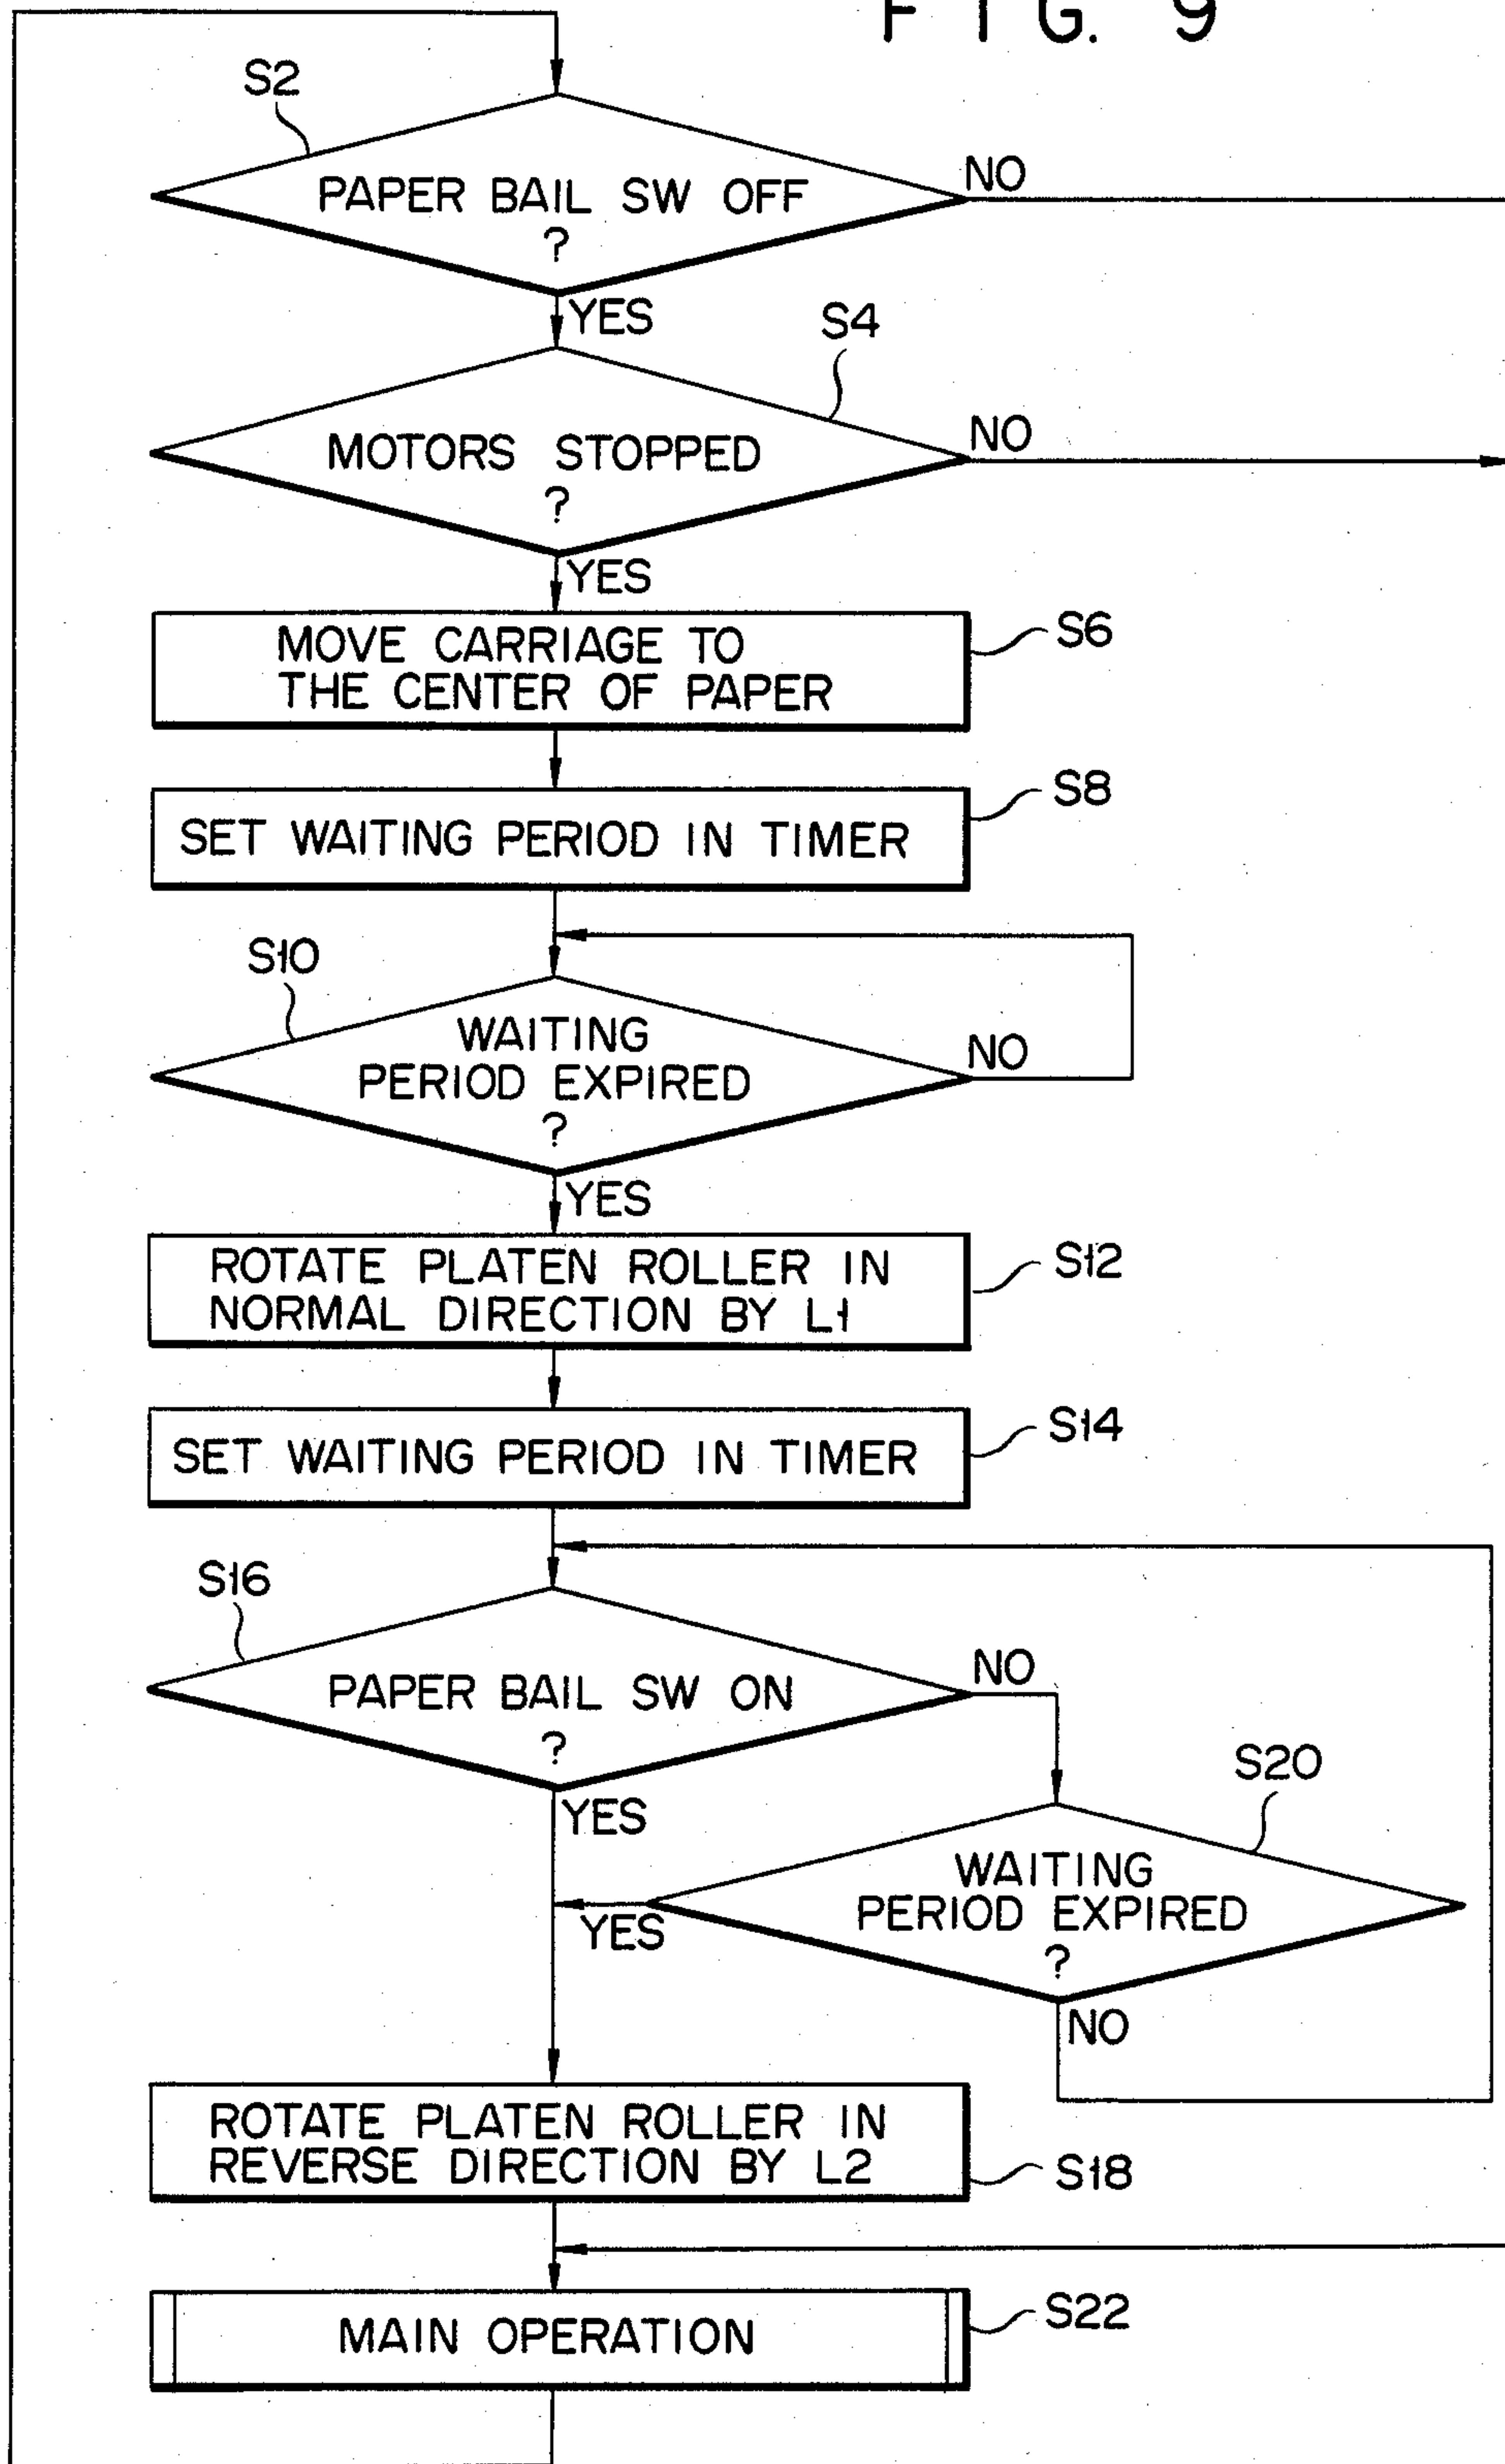 FIG. 9
S2
PAPER BAIL SW OFF
?
NO
YES
S4
MOTORS STOPPED
?
NO
YES
MOVE CARRIAGE TO
THE CENTER OF PAPER
S6
SET WAITING PERIOD IN TIMER
S8
S10
WAITING
PERIOD EXPIRED
?
NO
YES
ROTATE PLATEN ROLLER IN
NORMAL DIRECTION BY L1
S12
SET WAITING PERIOD IN TIMER
S14
S16
PAPER BAIL SW ON
?
NO
YES
S20
WAITING
PERIOD EXPIRED
?
YES
NO
ROTATE PLATEN ROLLER IN
REVERSE DIRECTION BY L2
S18
MAIN OPERATION
S22